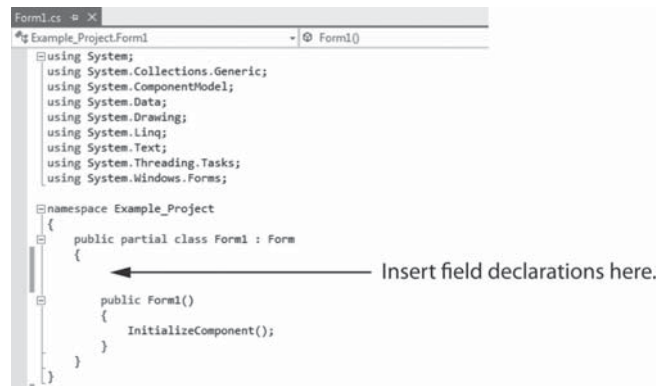 Form1.cs
Example_Project.Form1 Form1()
using System;
using System.Collections.Generic;
using System.ComponentModel;
using System.Data;
using System.Drawing;
using System.Linq;
using System.Text;
using System.Threading.Tasks;
using System.Windows.Forms;
namespace Example_Project
{
public partial class Form1 : Form
{
Insert field declarations here.
public Form1()
{
InitializeComponent();
}
}
}